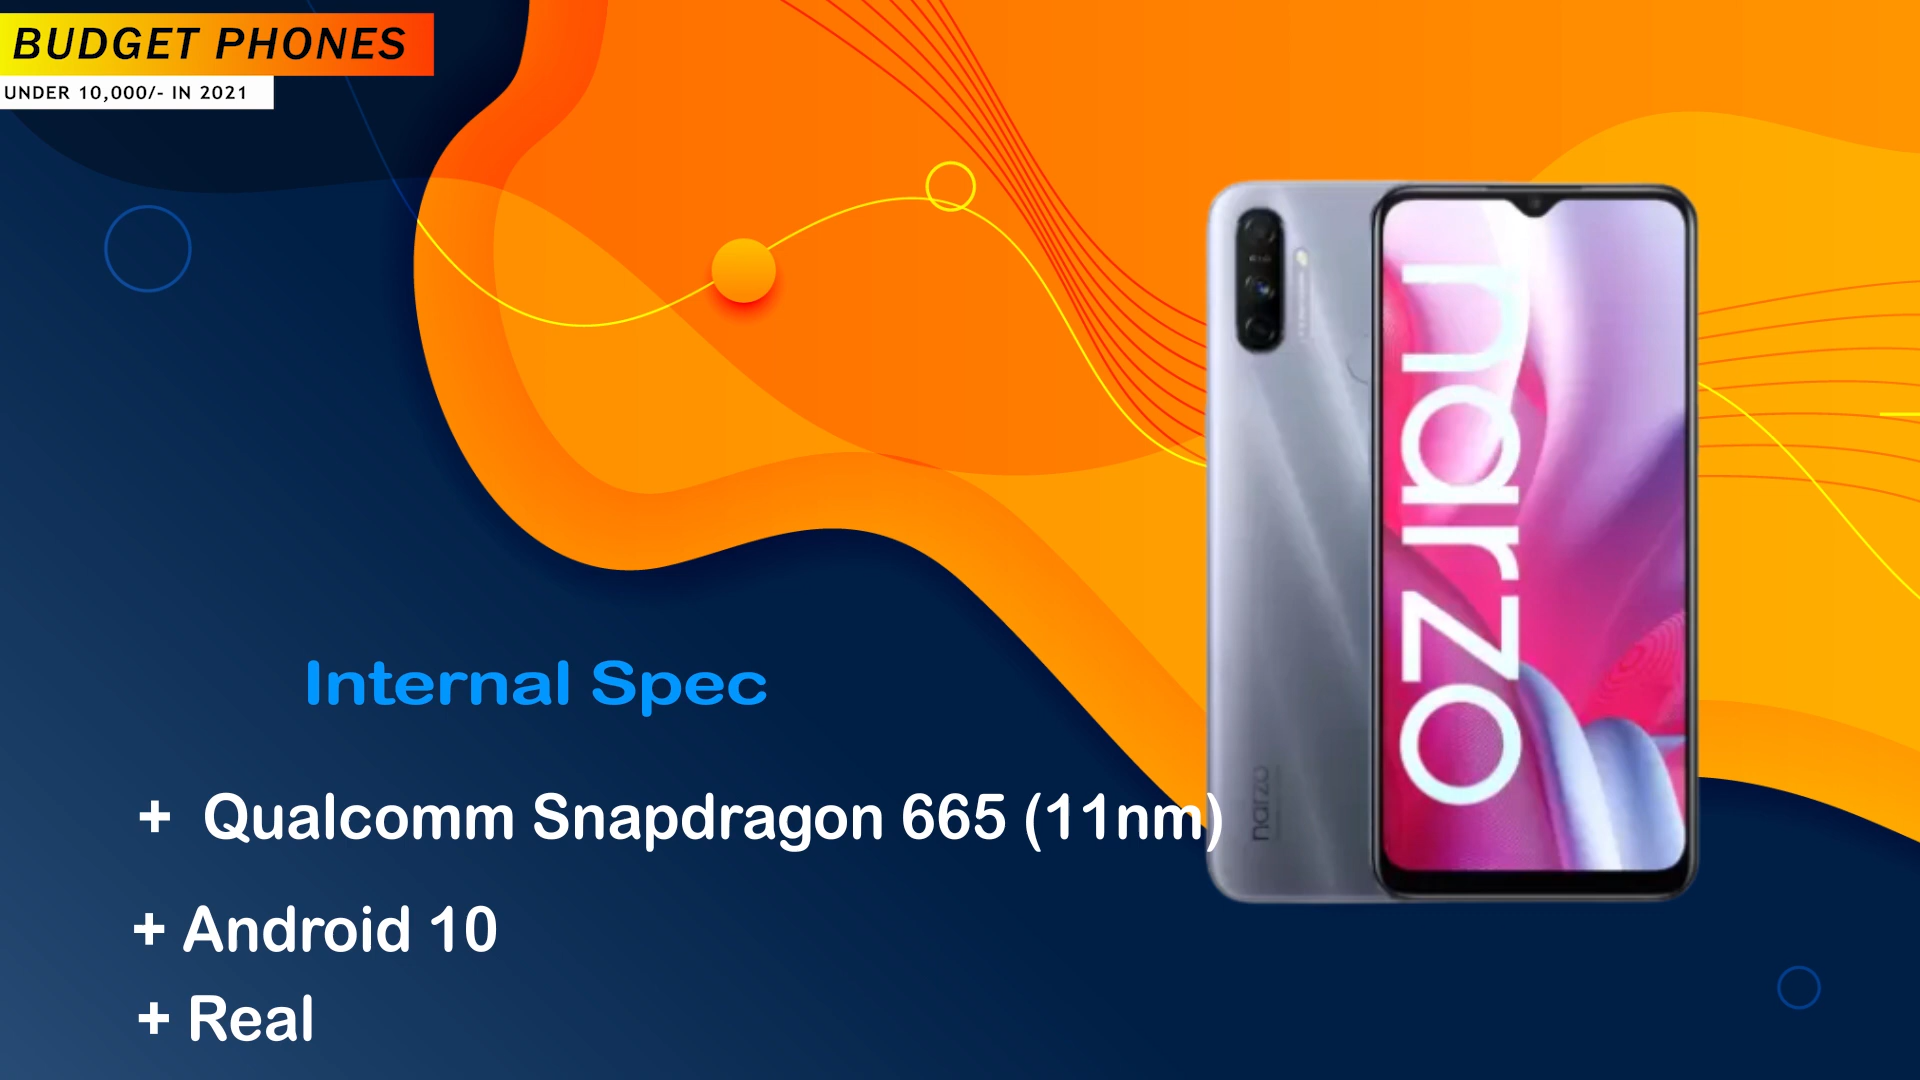 BUDGET PHONES
UNDER 10,000/- IN 2021
narzo
Internal Spec
+ Qualcomm Snapdragon 665 (11nm)
narzo
+ Android 10
+ Real